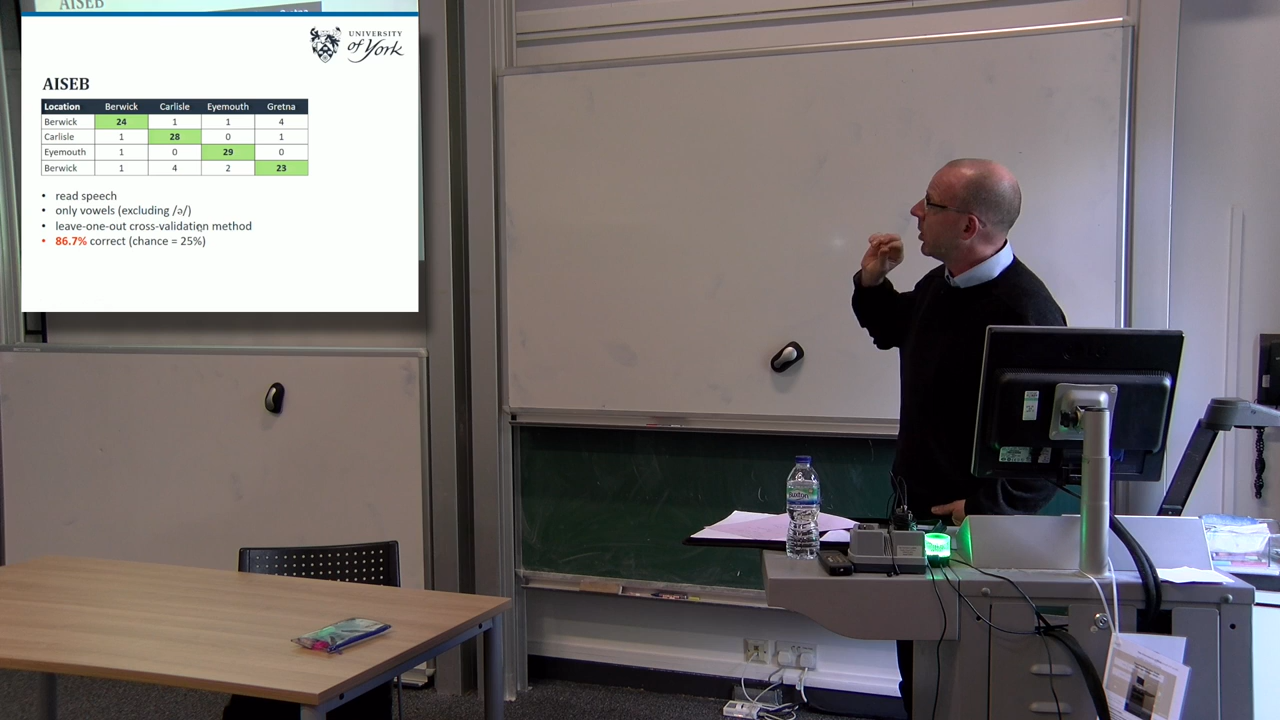 AISEB
UNIVERSITY
of York
AISEB
Location Berwick Carlisle Eyemouth Gretna
Berwick 24 1 1 4
Carlisle 1 28 0 1
Eyemouth 1 0 29 0
Berwick 1 4 2 23
• read speech
• only vowels (excluding /ə/)
• leave-one-out cross-validation method
• 86.7% correct (chance = 25%)
Buxton